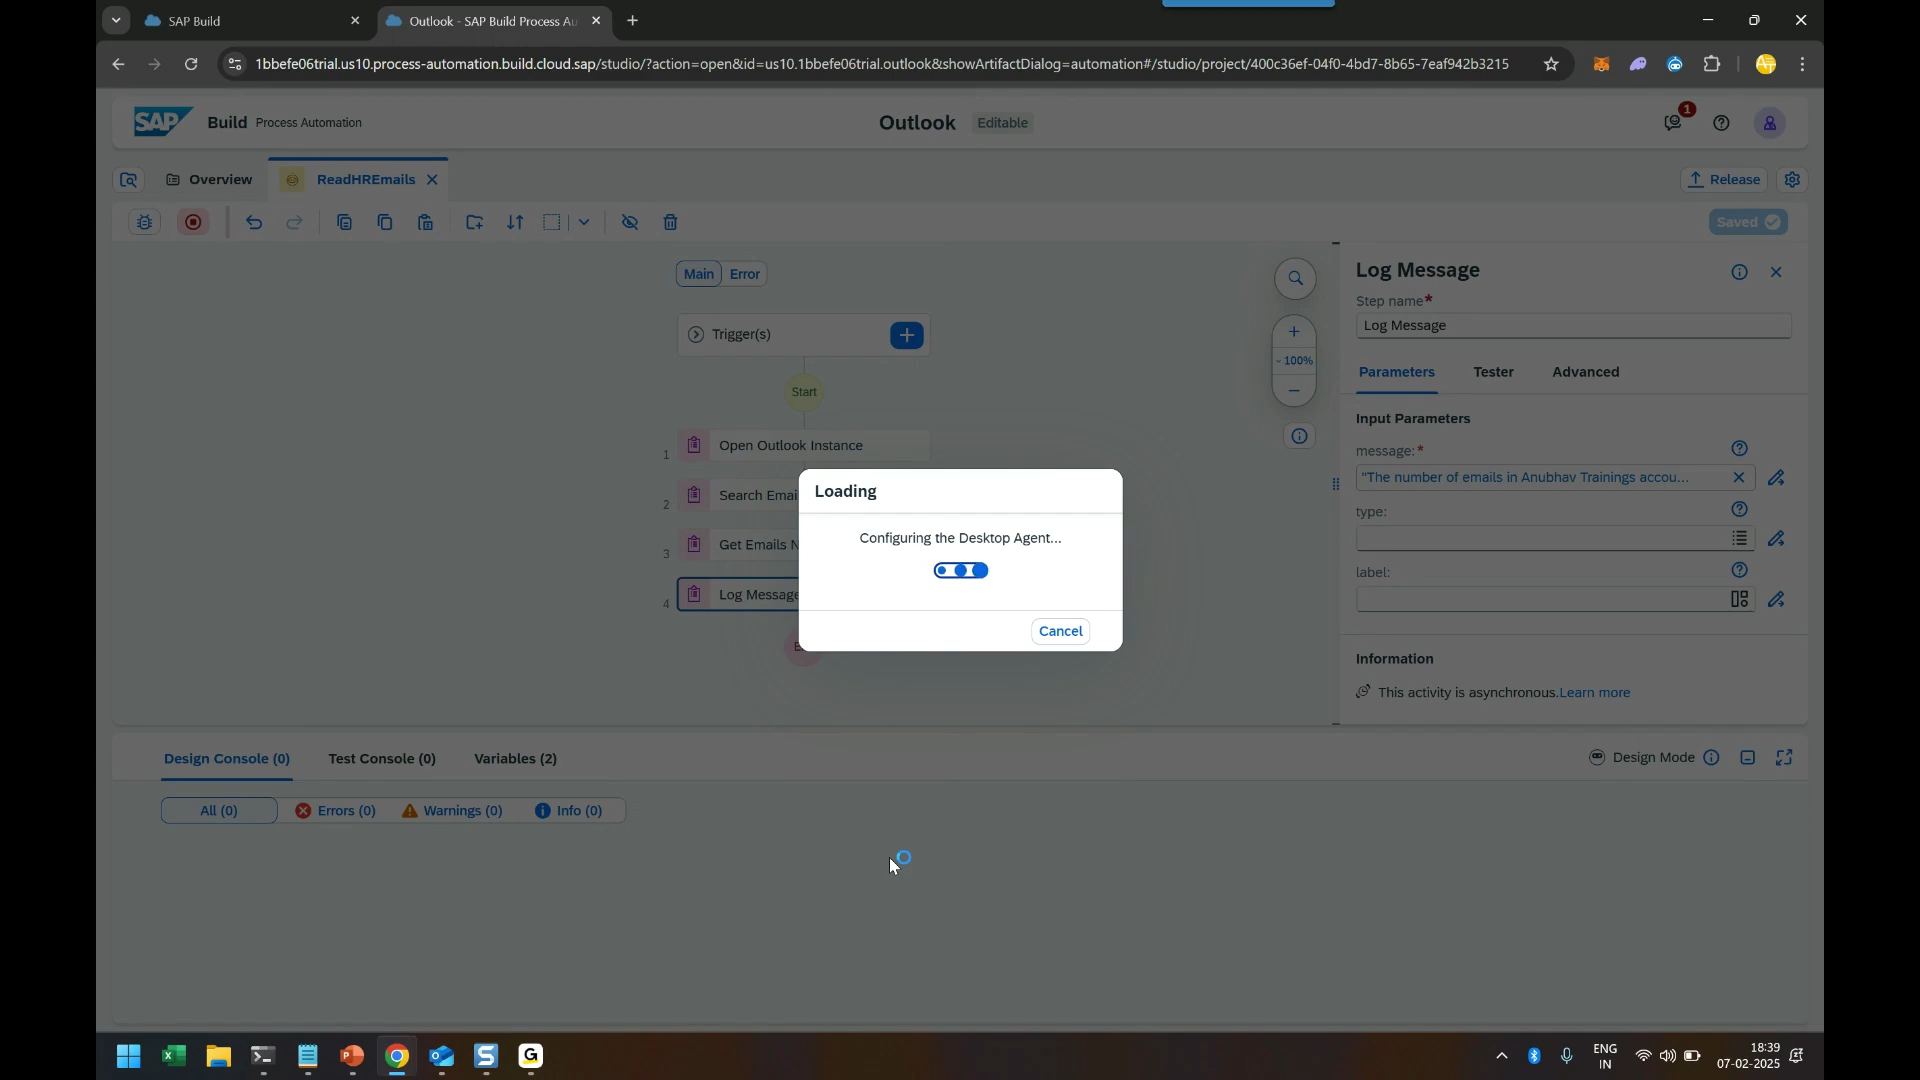 SAP Build
Outlook - SAP Build Process Au
1bbefe06trial.us10.process-automation.build.cloud.sap/studio/?action=open&id=us10.1bbefe06trial.outlook&showArtifactDialog=automation#/studio/project/400c36ef-04f0-4bd7-8b65-7eaf942b3215
SAP Build Process Automation
Outlook Editable
1
Overview
ReadHREmails
Release
Saved
Main Error
Trigger(s)
Start
1 Open Outlook Instance
2 Search Emai
3 Get Emails N
4 Log Message
E
100%
Loading
Configuring the Desktop Agent...
Cancel
Log Message
Step name*
Log Message
Parameters Tester Advanced
Input Parameters
message:*
"The number of emails in Anubhav Trainings accou...
type:
label:
Information
This activity is asynchronous.Learn more
Design Console (0) Test Console (0) Variables (2)
Design Mode
All (0) Errors (0) Warnings (0) Info (0)
ENG
IN
18:39
07-02-2025